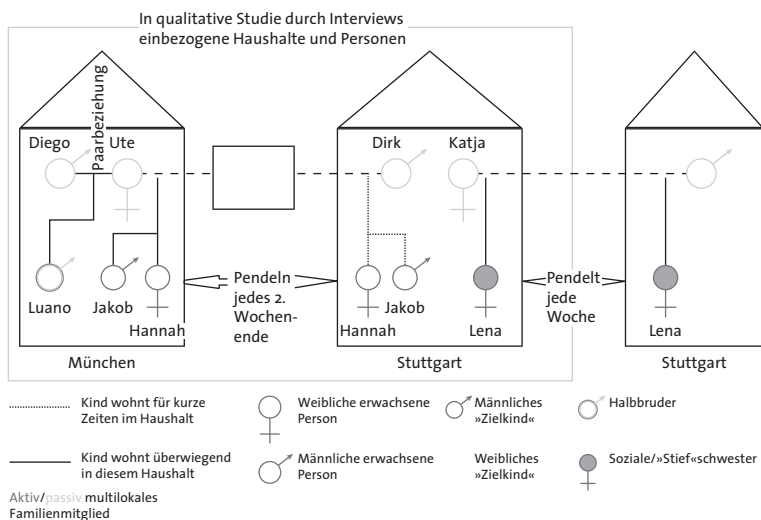 In qualitative Studie durch Interviews
einbezogene Haushalte und Personen
Diego
Paarbeziehung
Ute
Dirk
Katja
Luano
Jakob
Hannah
Pendeln
jedes 2.
Wochen-
ende
Hannah
Jakob
Lena
Pendelt
jede
Woche
Lena
München
Stuttgart
Stuttgart
Kind wohnt für kurze
Zeiten im Haushalt
Weibliche erwachsene
Person
Männliches
»Zielkind«
Halbbruder
Kind wohnt überwiegend
in diesem Haushalt
Männliche erwachsene
Person
Weibliches
»Zielkind«
Soziale/»Stief«schwester
Aktiv/passiv multilokales
Familienmitglied